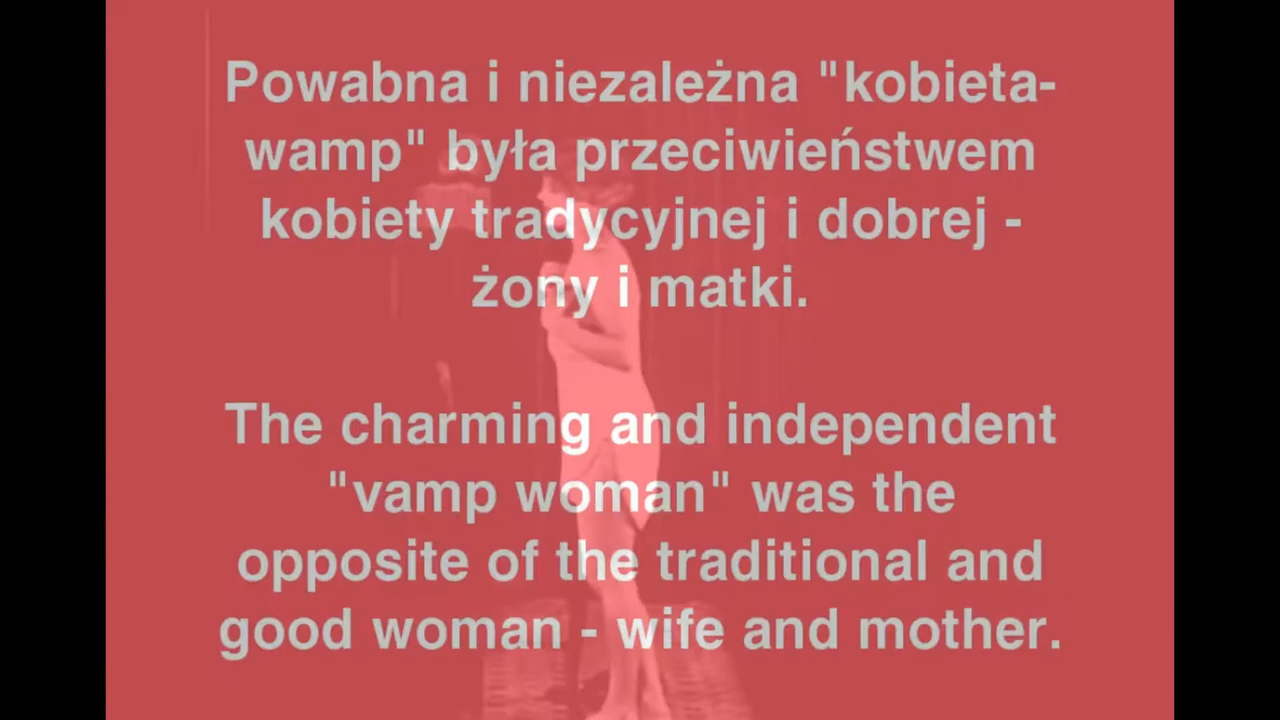 Powabna i niezależna "kobieta-
wamp" była przeciwieństwem
kobiety tradycyjnej i dobrej -
żony i matki.
The charming and independent
"vamp woman" was the
opposite of the traditional and
good woman - wife and mother.